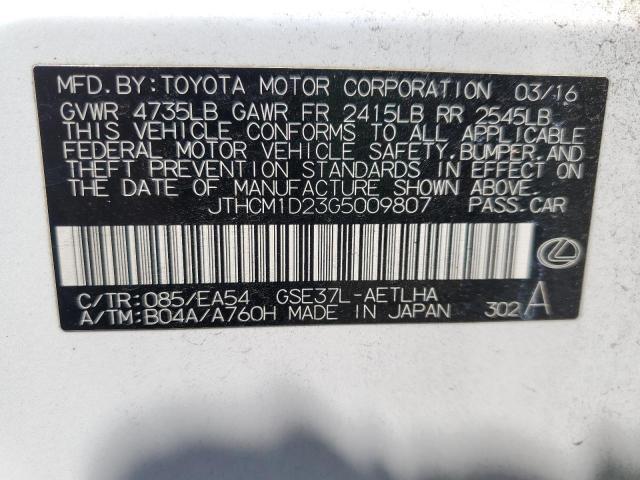 MFD. BY: TOYOTA MOTOR CORPORATION 03/16
GVWR 4735LB GAWR FR 2415LB RR 2545LB
THIS VEHICLE CONFORMS TO ALL APPLICABLE
FEDERAL MOTOR VEHICLE SAFETY, BUMPER, AND
THEFT PREVENTION STANDARDS IN EFFECT ON
THE DATE OF MANUFACTURE SHOWN ABOVE.
JTHCM1D23G5009807 PASS. CAR
C/TR: 085/EA54 GSE37L-AETLHA
A/TM: B04A/A760H MADE IN JAPAN 302 A